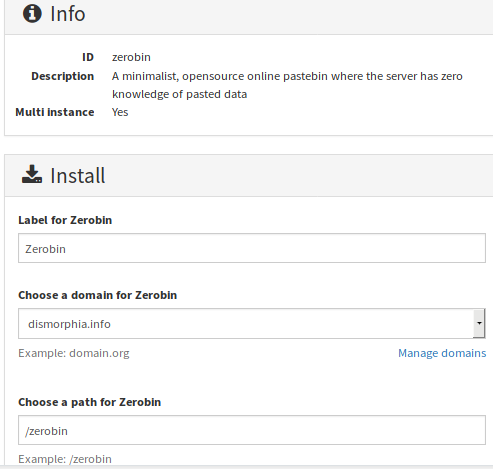 Info
ID zerobin
Description A minimalist, opensource online pastebin where the server has zero
knowledge of pasted data
Multi instance Yes
Install
Label for Zerobin
Zerobin
Choose a domain for Zerobin
dismorphia.info
Example: domain.org Manage domains
Choose a path for Zerobin
/zerobin
Example: /zerobin